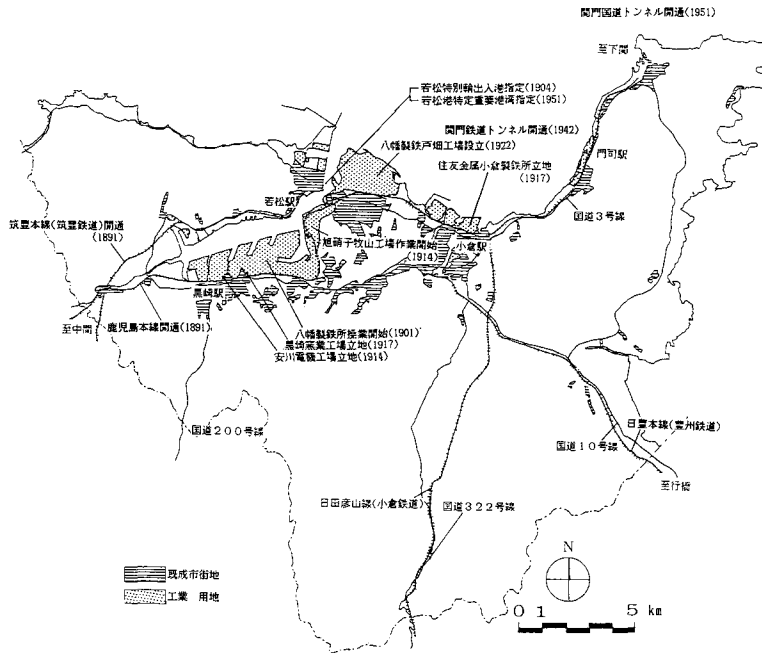 関門国道トンネル開通(1951)
至下関
若松特別輸出入港指定(1904)
若松港特定重要港湾指定(1951)
関門鉄道トンネル開通(1942)
八幡製鉄戸畑工場設立(1922)
住友金属小倉製鉄所立地
(1917)
門司駅
国道3号線
若松駅
筑豊本線(筑豊鉄道)開通
(1891)
旭硝子牧山工場作業開始
(1914)
小倉駅
黒崎駅
至中間
鹿児島本線開通(1891)
八幡製鉄所操業開始(1901)
黒崎窯業工場立地(1917)
安川電機工場立地(1914)
国道200号線
日豊本線(豊州鉄道)
国道10号線
至行橋
日田彦山線(小倉鉄道)
国道322号線
既成市街地
工業 用地
N
0 1 5 km